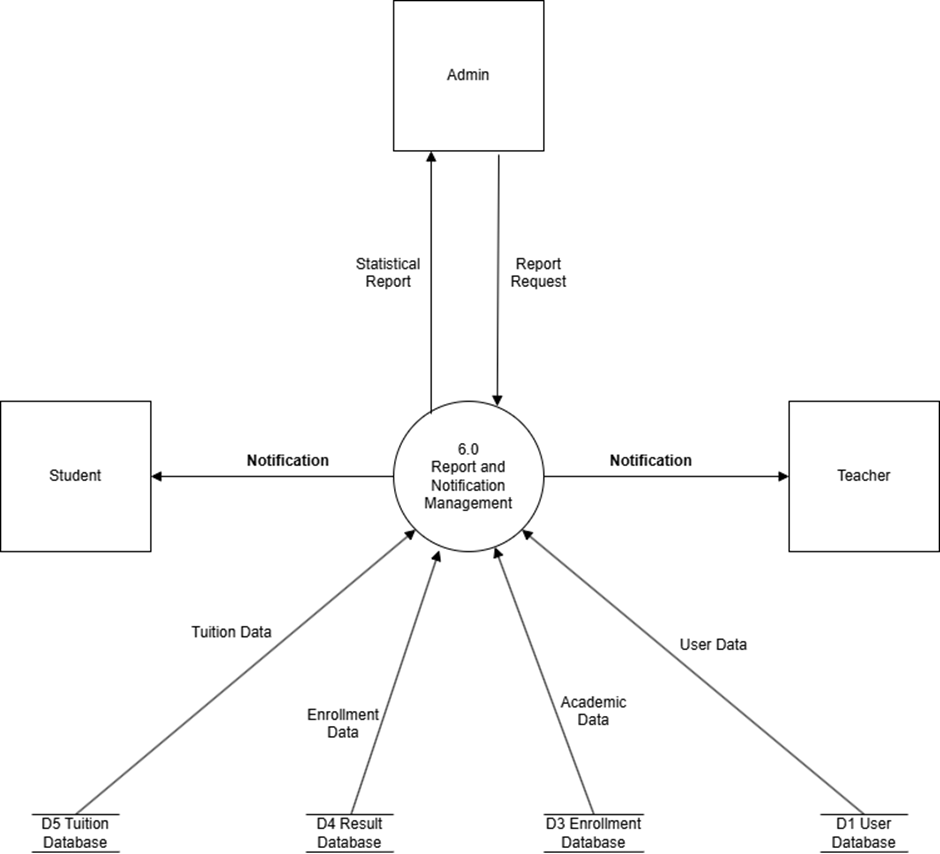 Admin
Statistical
Report
Report
Request
Student
Notification
6.0
Report and
Notification
Management
Notification
Teacher
Tuition Data
User Data
Enrollment
Data
Academic
Data
D5 Tuition
Database
D4 Result
Database
D3 Enrollment
Database
D1 User
Database